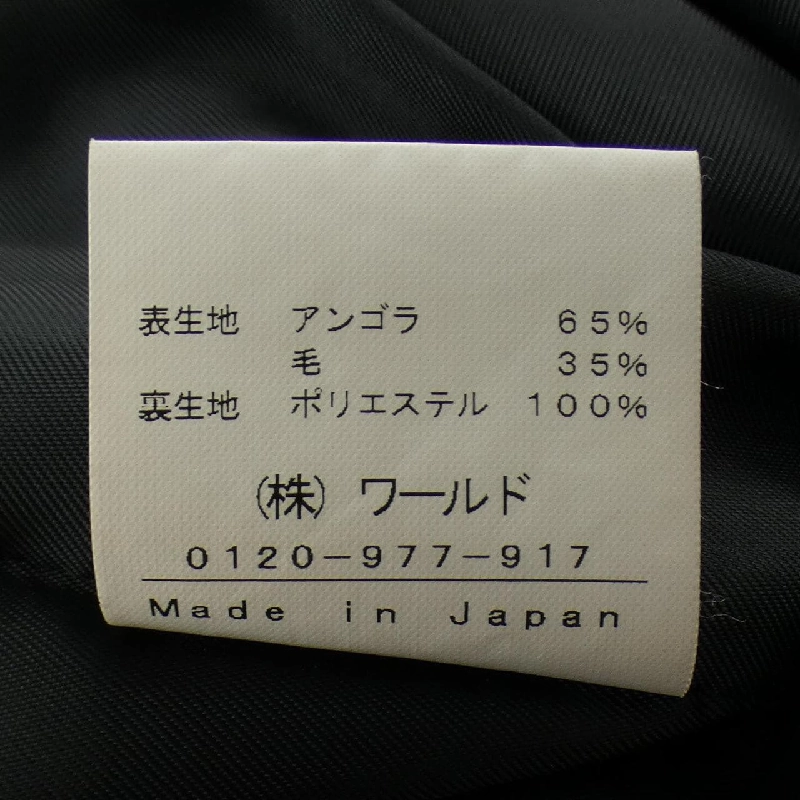 表生地 アンゴラ 65%
毛 35%
裏生地 ポリエステル 100%
(株) ワールド
0120-977-917
Made in Japan